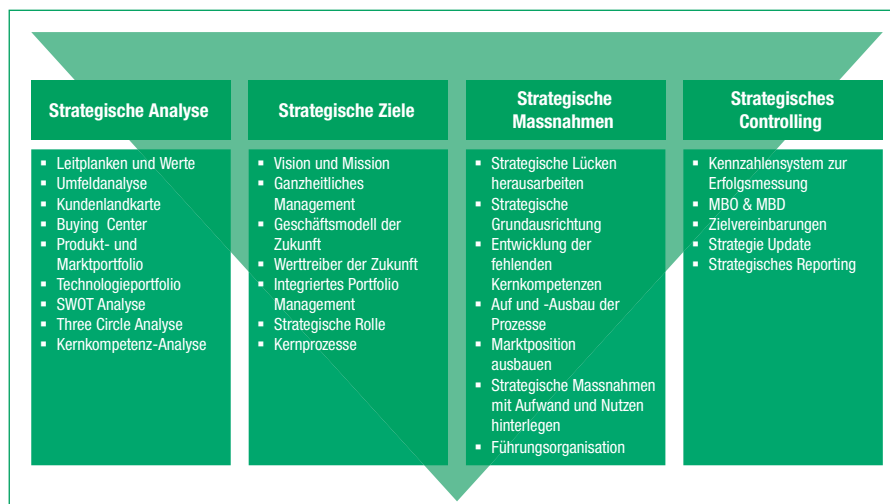 Strategische Analyse
Leitplanken und Werte
Umfeldanalyse
Kundenlandkarte
Buying Center
Produkt- und
Marktportfolio
Technologieportfolio
SWOT Analyse
Three Circle Analyse
Kernkompetenz-Analyse
Strategische Ziele
Vision und Mission
Ganzheitliches
Management
Geschäftsmodell der
Zukunft
Werttreiber der Zukunft
Integriertes Portfolio
Management
Strategische Rolle
Kernprozesse
Strategische
Massnahmen
Strategische Lücken
herausarbeiten
Strategische
Grundausrichtung
Entwicklung der
fehlenden
Kernkompetenzen
Auf und -Ausbau der
Prozesse
Marktposition
ausbauen
Strategische Massnahmen
mit Aufwand und Nutzen
hinterlegen
Führungsorganisation
Strategisches
Controlling
Kennzahlensystem zur
Erfolgsmessung
MBO & MBD
Zielvereinbarungen
Strategie Update
Strategisches Reporting